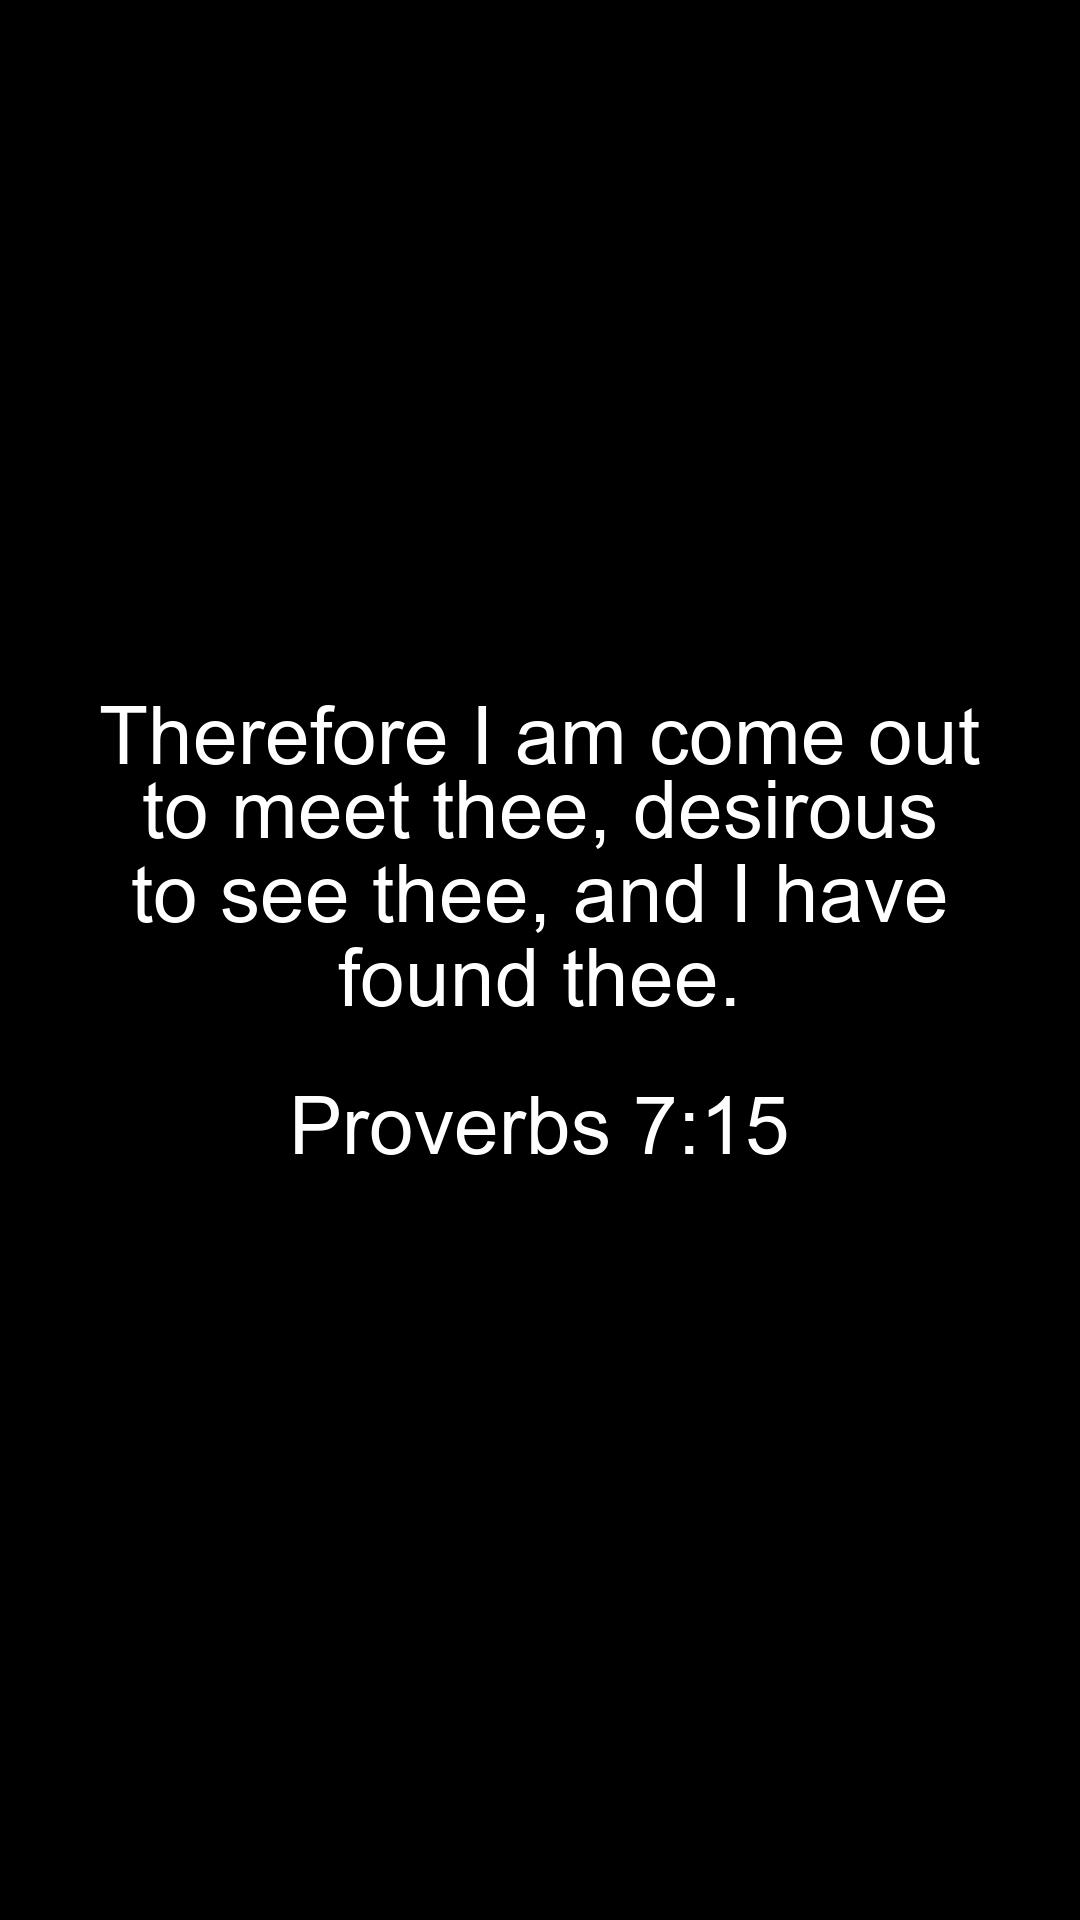 Therefore I am come out
to meet thee, desirous
to see thee, and I have
found thee.
Proverbs 7:15